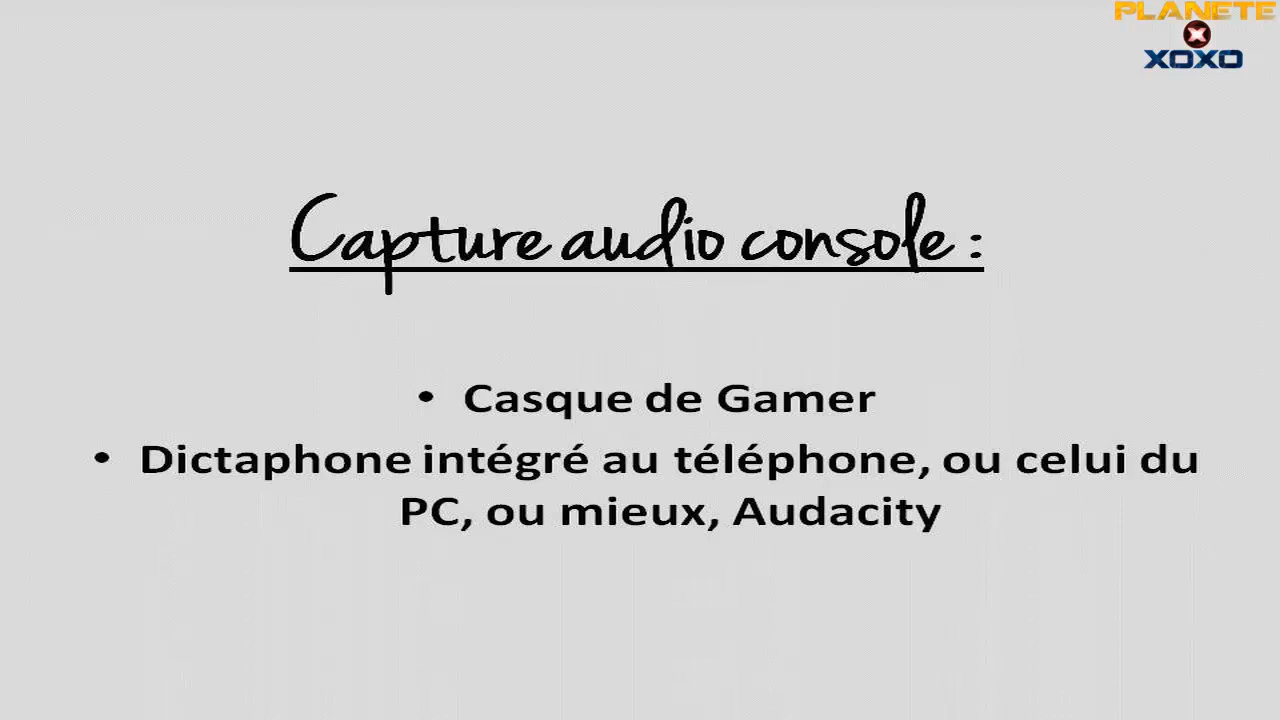 PLANETE
XOXO
Capture audio console :
• Casque de Gamer
• Dictaphone intégré au téléphone, ou celui du
PC, ou mieux, Audacity